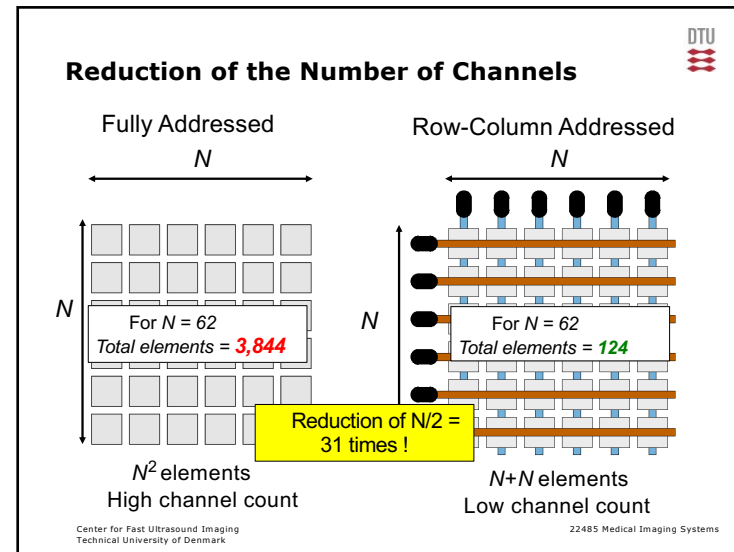 DTU
Reduction of the Number of Channels
Fully Addressed
N
N
For N = 62
Total elements = 3,844
N² elements
High channel count
Row-Column Addressed
N
N
For N = 62
Total elements = 124
Reduction of N/2 =
31 times !
N+N elements
Low channel count
Center for Fast Ultrasound Imaging
Technical University of Denmark
22485 Medical Imaging Systems